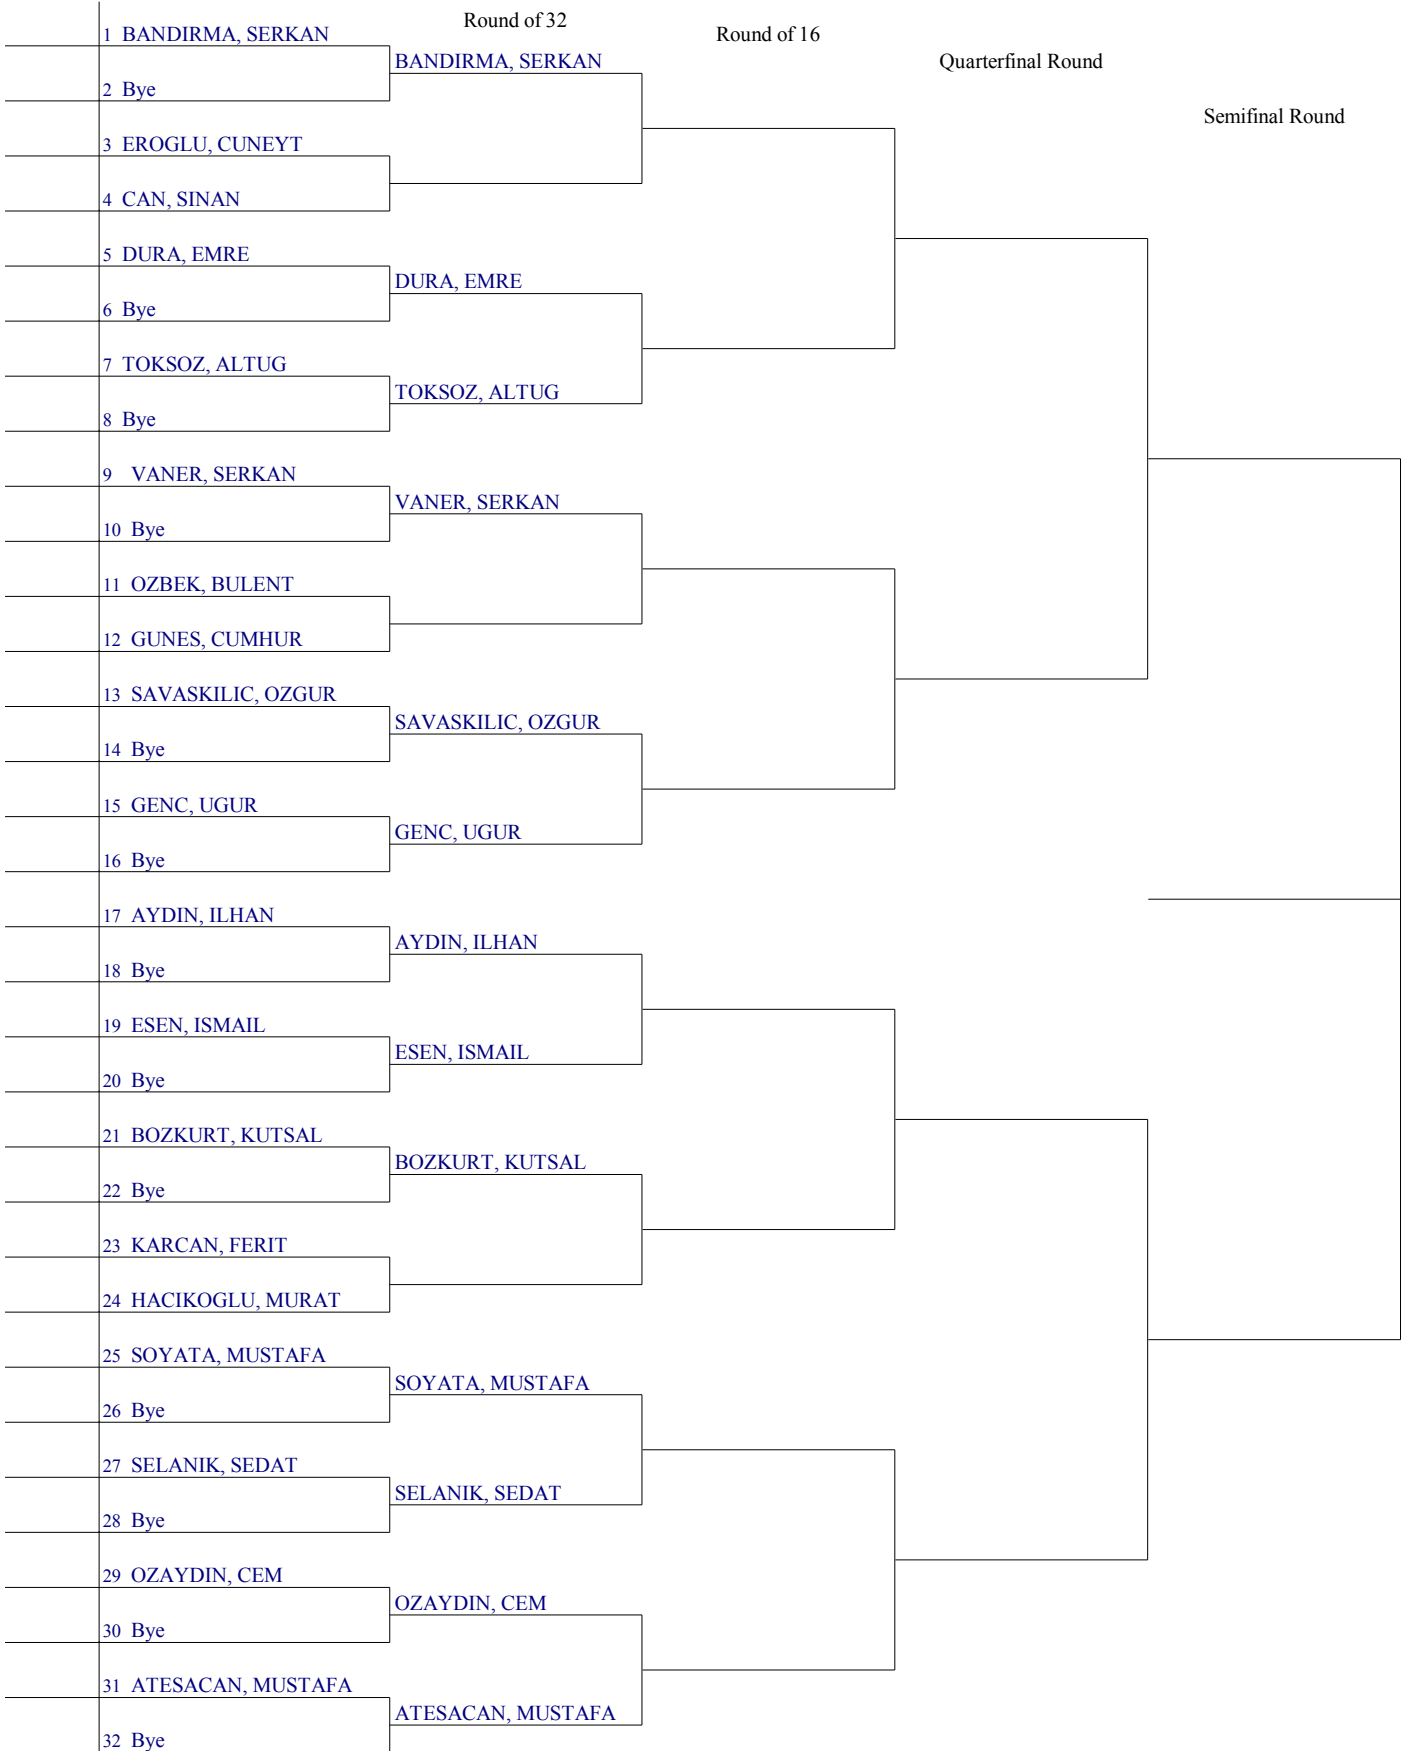 Round of 32
Round of 16
Quarterfinal Round
Semifinal Round
1 BANDIRMA, SERKAN
BANDIRMA, SERKAN
2 Bye
3 EROGLU, CUNEYT
4 CAN, SINAN
5 DURA, EMRE
DURA, EMRE
6 Bye
7 TOKSOZ, ALTUG
TOKSOZ, ALTUG
8 Bye
9 VANER, SERKAN
VANER, SERKAN
10 Bye
11 OZBEK, BULENT
12 GUNES, CUMHUR
13 SAVASKILIC, OZGUR
SAVASKILIC, OZGUR
14 Bye
15 GENC, UGUR
GENC, UGUR
16 Bye
17 AYDIN, ILHAN
AYDIN, ILHAN
18 Bye
19 ESEN, ISMAIL
ESEN, ISMAIL
20 Bye
21 BOZKURT, KUTSAL
BOZKURT, KUTSAL
22 Bye
23 KARCAN, FERIT
24 HACIKOGLU, MURAT
25 SOYATA, MUSTAFA
SOYATA, MUSTAFA
26 Bye
27 SELANIK, SEDAT
SELANIK, SEDAT
28 Bye
29 OZAYDIN, CEM
OZAYDIN, CEM
30 Bye
31 ATESACAN, MUSTAFA
ATESACAN, MUSTAFA
32 Bye